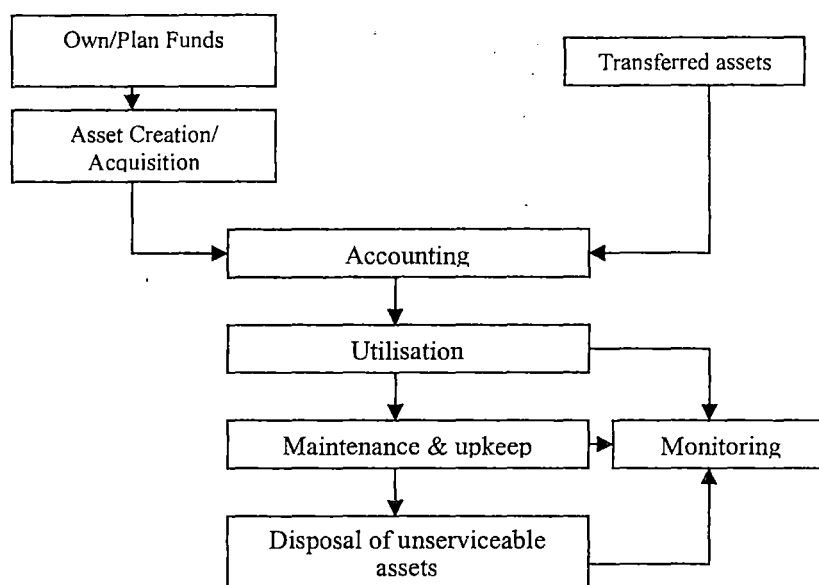 Own/Plan Funds
Transferred assets
Asset Creation/
Acquisition
Accounting
Utilisation
Maintenance & upkeep
Monitoring
Disposal of unserviceable
assets